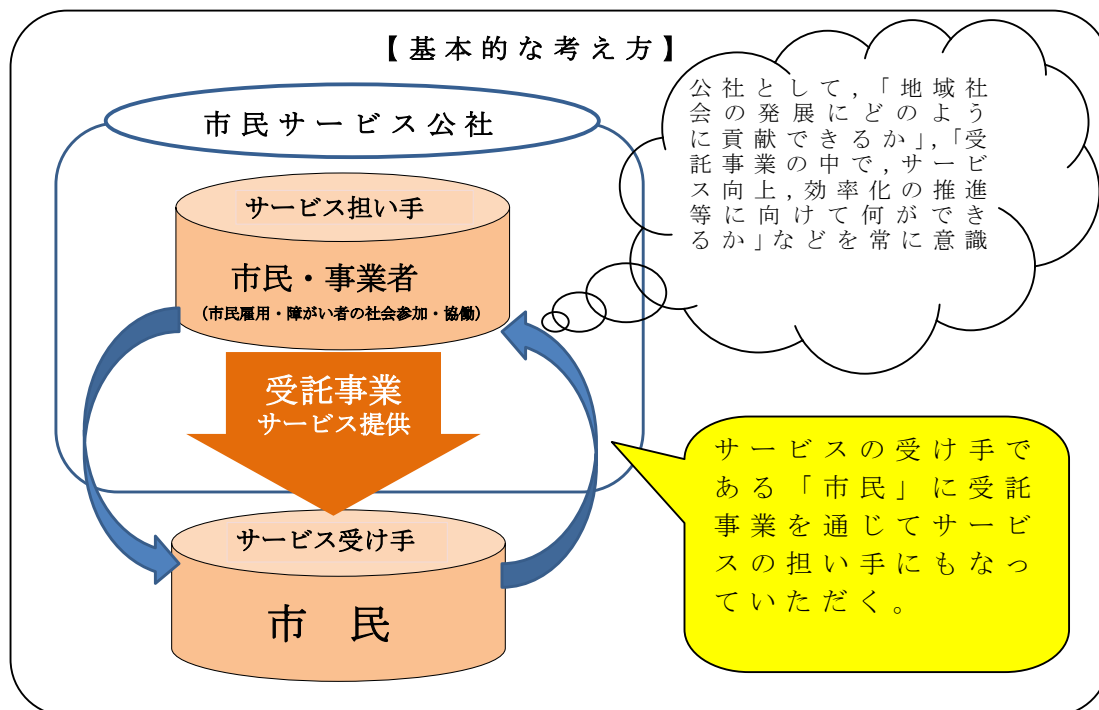 【基本的な考え方】
市民サービス公社
公社として,「地域社
会の発展にどのよう
に貢献できるか」,「受
託事業の中で,サービ
ス向上,効率化の推進
等に向けて何ができ
るか」などを常に意識
サービス担い手
市民・事業者
(市民雇用・障がい者の社会参加・協働)
受託事業
サービス提供
サービスの受け手で
ある「市民」に受託
事業を通じてサービ
スの担い手にもなっ
ていただく。
サービス受け手
市 民